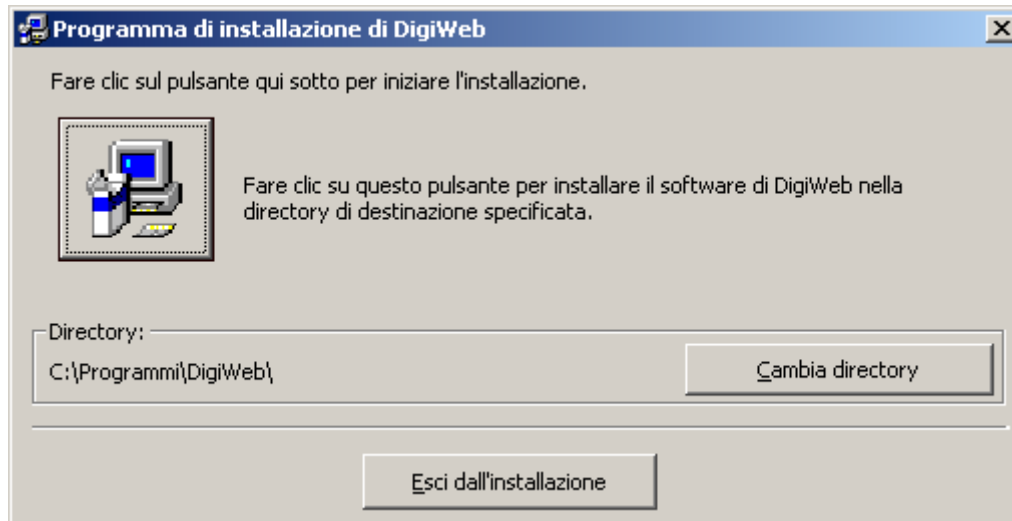 Programma di installazione di DigiWeb
Fare clic sul pulsante qui sotto per iniziare l'installazione.
Fare clic su questo pulsante per installare il software di DigiWeb nella
directory di destinazione specificata.
Directory:
C:\Programmi\DigiWeb\
Cambia directory
Esci dall'installazione